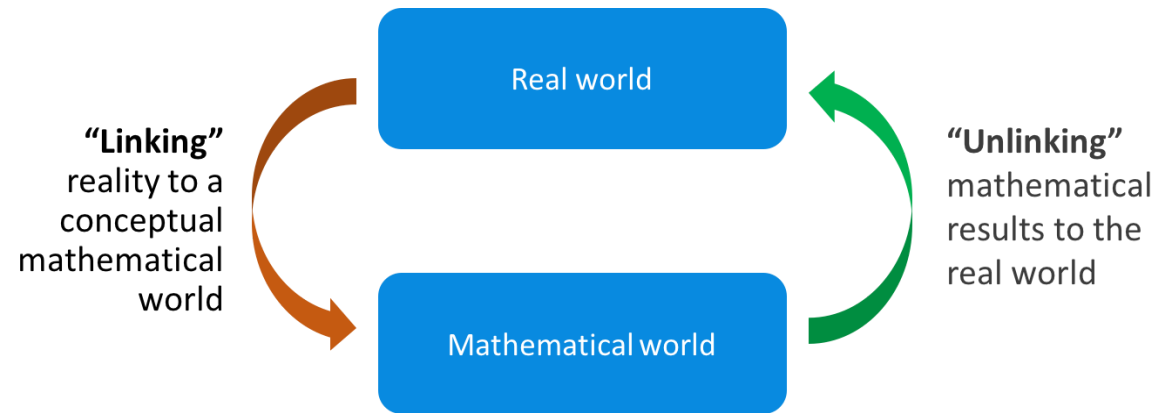 Real world
“Linking”
reality to a
conceptual
mathematical
world
“Unlinking”
mathematical
results to the
real world
Mathematical world